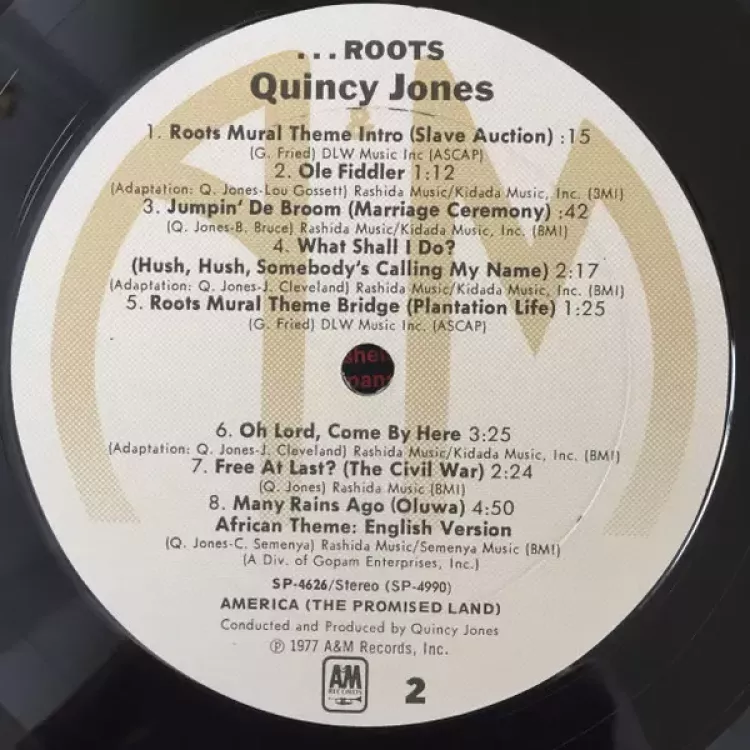 ...ROOTS
Quincy Jones
1. Roots Mural Theme Intro (Slave Auction) :15
(G. Fried) DLW Music Inc (ASCAP)
2. Ole Fiddler 1:12
(Adaptation: Q. Jones-Lou Gossett) Rashida Music/Kidada Music, Inc. (BMI)
3. Jumpin' De Broom (Marriage Ceremony) :42
(Q. Jones-B. Bruce) Rashida Music/Kidada Music, Inc. (BMI)
4. What Shall I Do?
(Hush, Hush, Somebody's Calling My Name) 2:17
(Adaptation: Q. Jones-J. Cleveland) Rashida Music/Kidada Music, Inc. (BMI)
5. Roots Mural Theme Bridge (Plantation Life) 1:25
(G. Fried) DLW Music Inc. (ASCAP)
6. Oh Lord, Come By Here 3:25
(Adaptation: Q. Jones-J. Cleveland) Rashida Music/Kidada Music, Inc. (BMI)
7. Free At Last? (The Civil War) 2:24
(Q. Jones) Rashida Music (BMI)
8. Many Rains Ago (Oluwa) 4:50
African Theme: English Version
(Q. Jones-C. Semenya) Rashida Music/Semenya Music (BMI)
(A Div. of Gopam Enterprises, Inc.)
SP-4626/Stereo (SP-4990)
AMERICA (THE PROMISED LAND)
Conducted and Produced by Quincy Jones
℗ 1977 A&M Records, Inc.
A&M
RECORDS
2